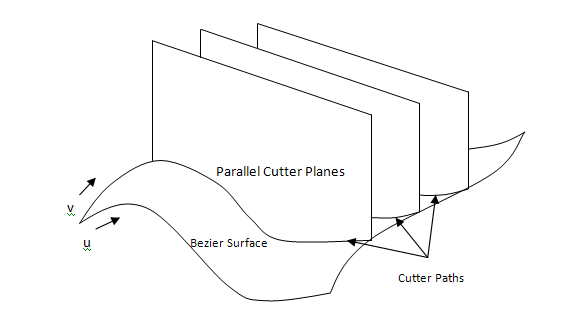 Parallel Cutter Planes
v
u
Bezier Surface
Cutter Paths